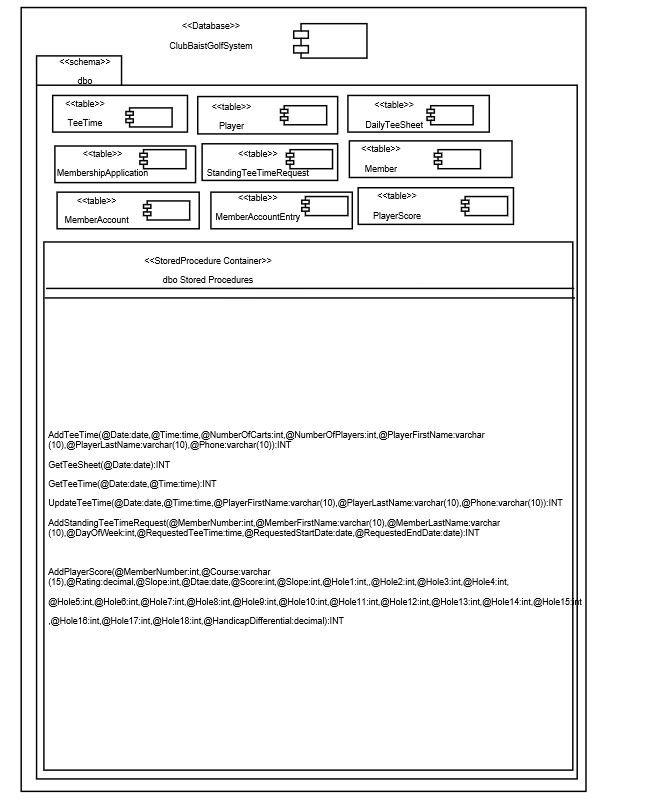 <<Database>>
ClubBaistGolfSystem
<<schema>>
dbo
<<table>>
TeeTime
<<table>>
Player
<<table>>
DailyTeeSheet
<<table>>
MembershipApplication
<<table>>
StandingTeeTimeRequest
<<table>>
Member
<<table>>
MemberAccount
<<table>>
MemberAccountEntry
<<table>>
PlayerScore
<<StoredProcedure Container>>
dbo Stored Procedures
AddTeeTime(@Date:date,@Time:time,@NumberOfCarts:int,@NumberOfPlayers:int,@PlayerFirstName:varchar
(10),@PlayerLastName:varchar(10),@Phone:varchar(10)):INT
GetTeeSheet(@Date:date):INT
GetTeeTime(@Date:date,@Time:time):INT
UpdateTeeTime(@Date:date,@Time:time,@PlayerFirstName:varchar(10),@PlayerLastName:varchar(10),@Phone:varchar(10)):INT
AddStandingTeeTimeRequest(@MemberNumber:int,@MemberFirstName:varchar(10),@MemberLastName:varchar
(10),@DayOfWeek:int,@RequestedTeeTime:time,@RequestedStartDate:date,@RequestedEndDate:date):INT
AddPlayerScore(@MemberNumber:int,@Course:varchar
(15),@Rating:decimal,@Slope:int,@Dtae:date,@Score:int,@Slope:int,@Hole1:int,,@Hole2:int,@Hole3:int,@Hole4:int,
@Hole5:int,@Hole6:int,@Hole7:int,@Hole8:int,@Hole9:int,@Hole10:int,@Hole11:int,@Hole12:int,@Hole13:int,@Hole14:int,@Hole15:int
,@Hole16:int,@Hole17:int,@Hole18:int,@HandicapDifferential:decimal):INT